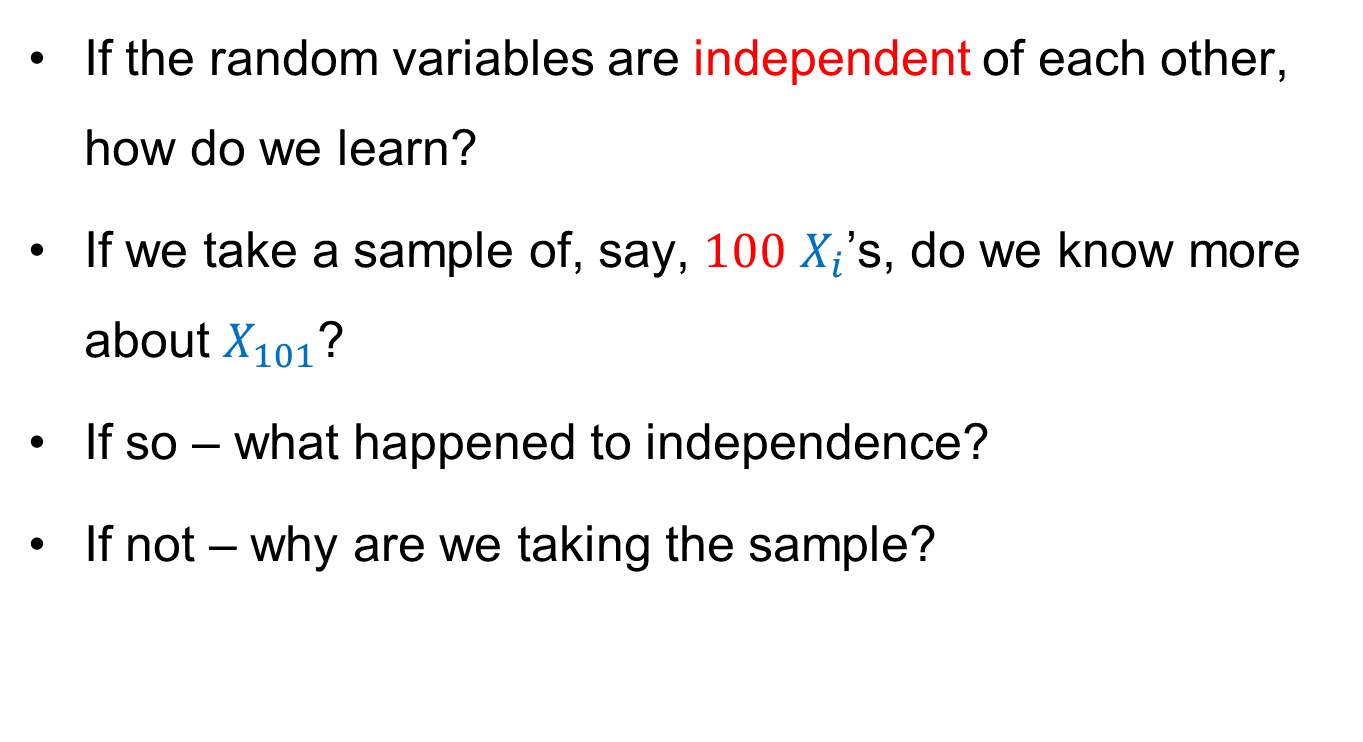 • If the random variables are independent of each other,
how do we learn?
• If we take a sample of, say, 100 Xᵢ’s, do we know more
about X₁₀₁?
• If so – what happened to independence?
• If not – why are we taking the sample?